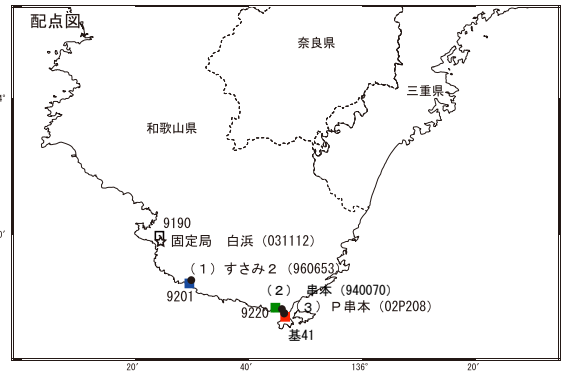 配点図
奈良県
4°
三重県
和歌山県
9190
0'
固定局　白浜（031112）
（１）すさみ２（960653）
9201
（２）　串本（940070）
9220
（３）Ｐ串本（02P208）
基41
20'
40'
136°
20'